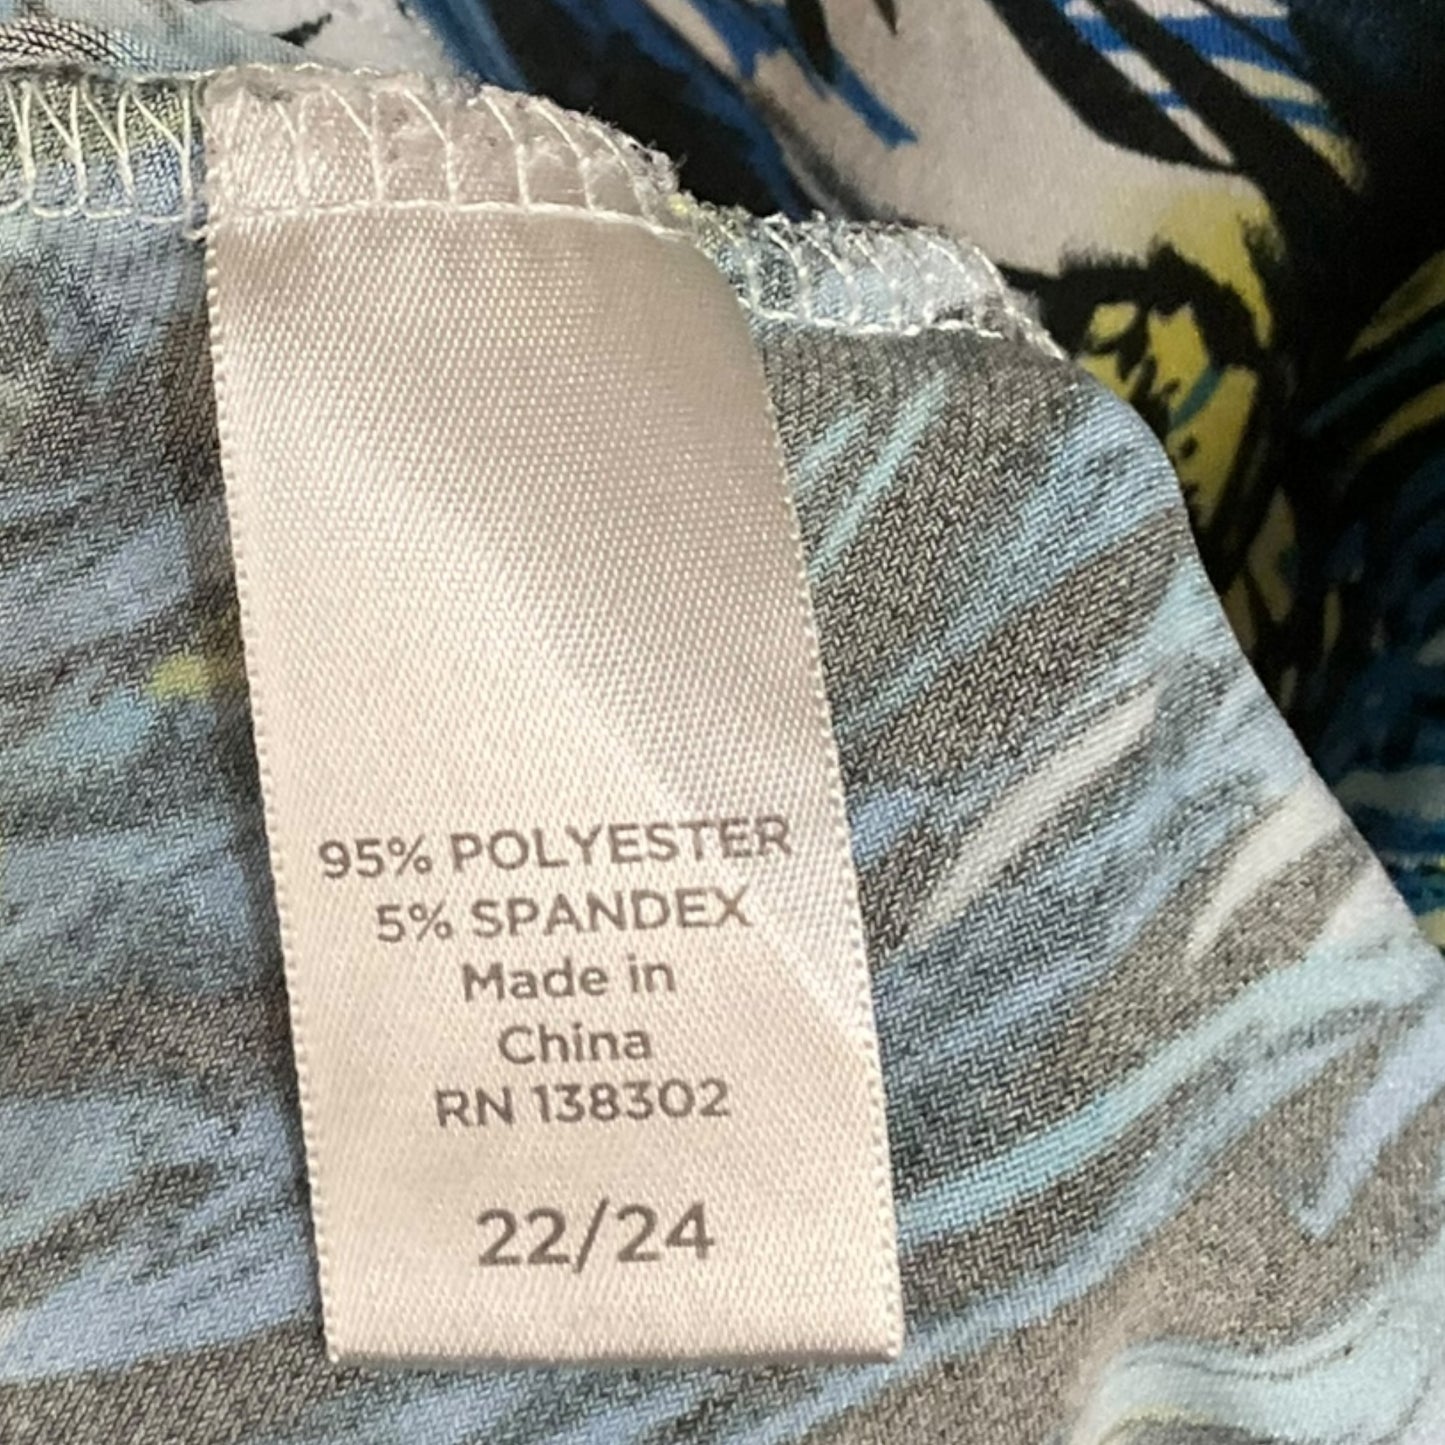 95% POLYESTER
5% SPANDEX
Made in
China
RN 138302
22/24